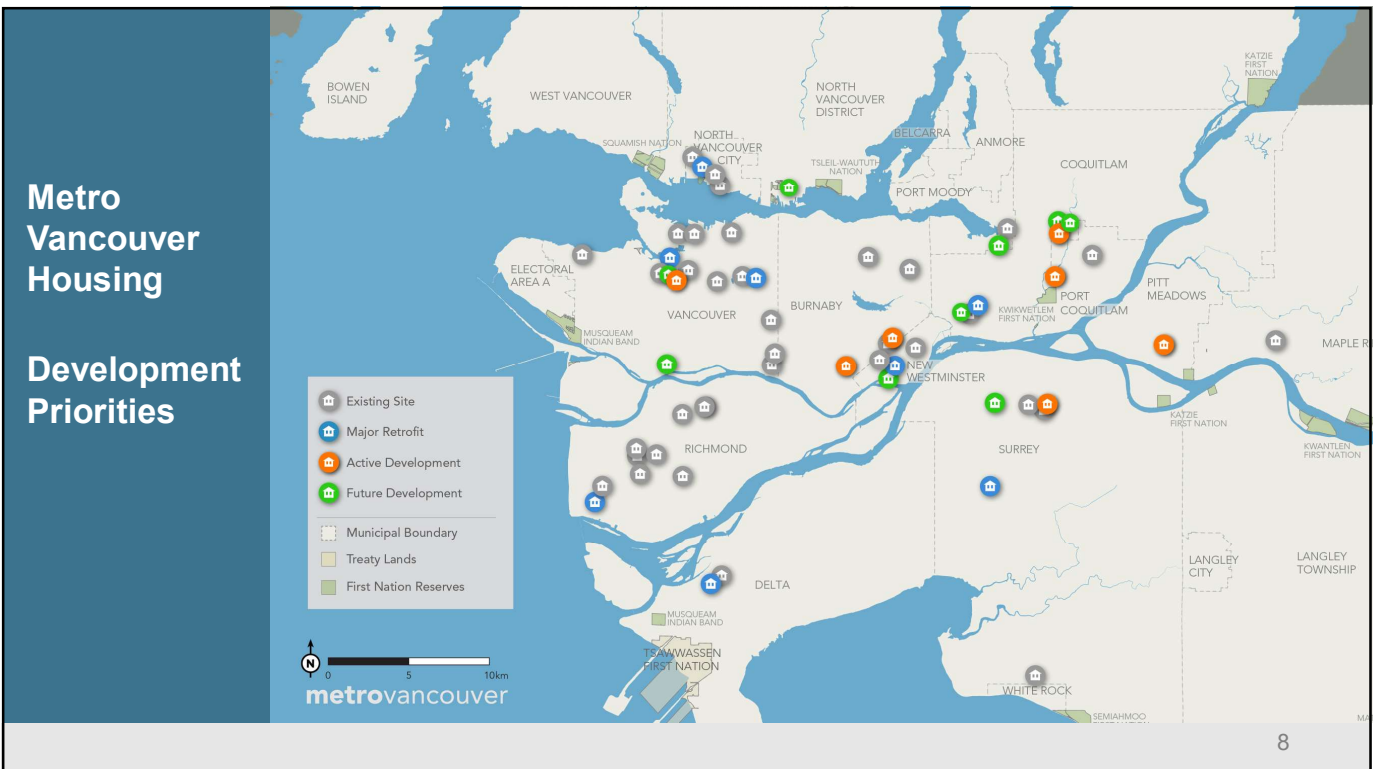 Metro
Vancouver
Housing
Development
Priorities
BOWEN
ISLAND
WEST VANCOUVER
NORTH
VANCOUVER
DISTRICT
KATZIE
FIRST
NATION
SQUAMISH NATION
NORTH
VANCOUVER
CITY
BELCARRA
ANMORE
TSLEIL-WAUTUTH
NATION
COQUITLAM
PORT MOODY
ELECTORAL
AREA A
VANCOUVER
BURNABY
MUSQUEAM
INDIAN BAND
KWIKWETLEM
FIRST NATION
PORT
COQUITLAM
PITT
MEADOWS
MAPLE R
NEW
WESTMINSTER
KATZIE
FIRST NATION
KWANTLEN
FIRST NATION
RICHMOND
SURREY
LANGLEY
CITY
LANGLEY
TOWNSHIP
DELTA
MUSQUEAM
INDIAN BAND
TSAWWASSEN
FIRST NATION
WHITE ROCK
SEMIAHMOO
MA
Existing Site
Major Retrofit
Active Development
Future Development
Municipal Boundary
Treaty Lands
First Nation Reserves
N
0 5 10km
metrovancouver
8